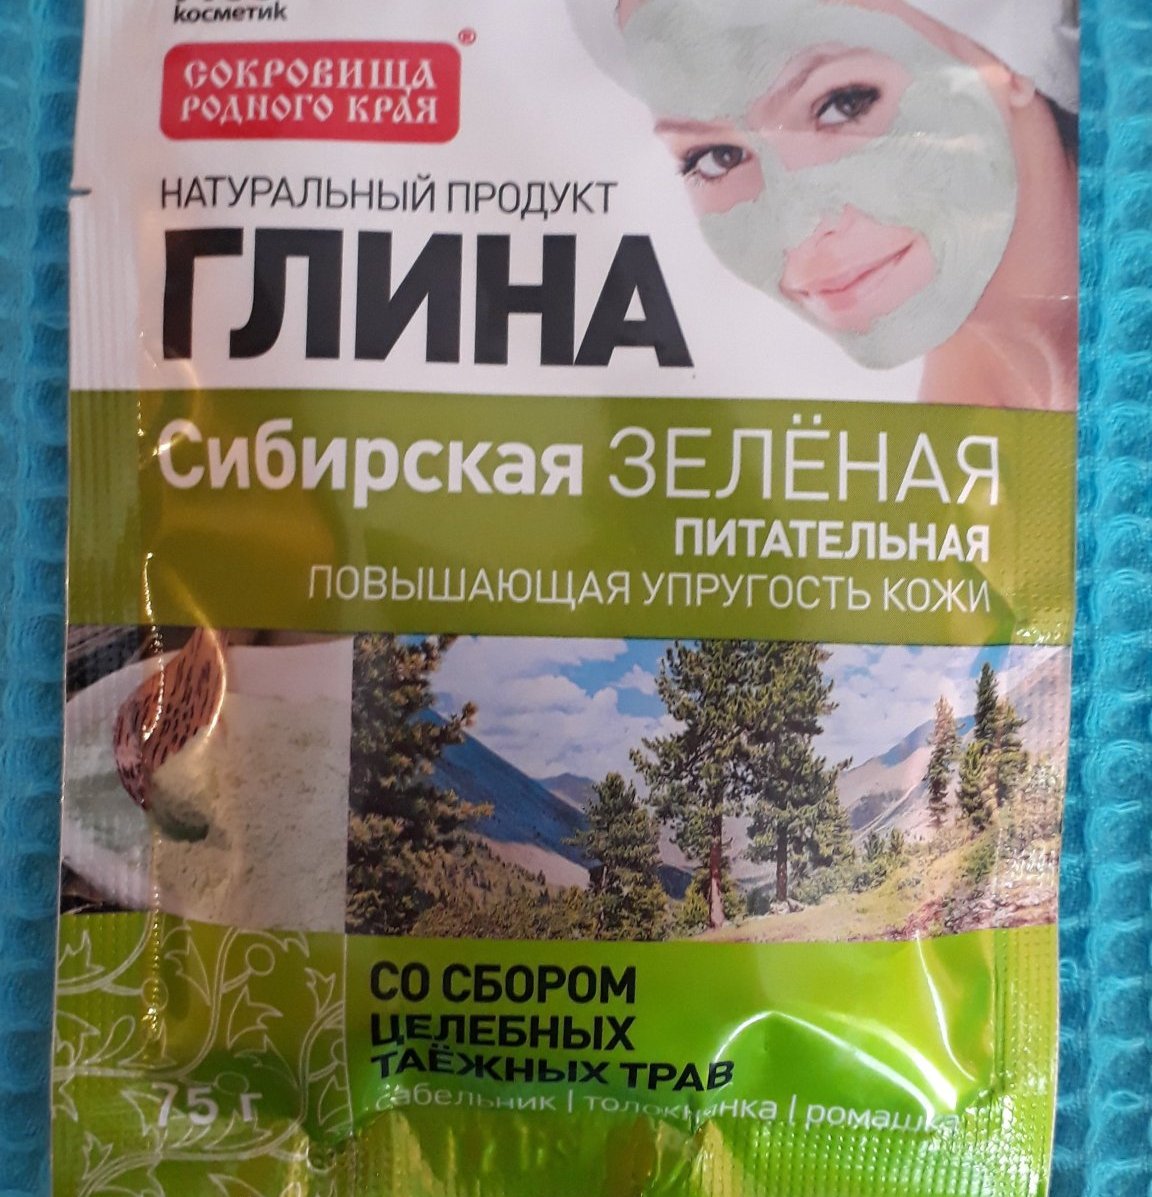 косметик
СОКРОВИЩА
РОДНОГО КРАЯ
®
НАТУРАЛЬНЫЙ ПРОДУКТ
ГЛИНА
Сибирская ЗЕЛЁНАЯ
ПИТАТЕЛЬНАЯ
ПОВЫШАЮЩАЯ УПРУГОСТЬ КОЖИ
СО СБОРОМ
ЦЕЛЕБНЫХ
ТАЁЖНЫХ ТРАВ
сабельник | толокнянка | ромашка
75 г